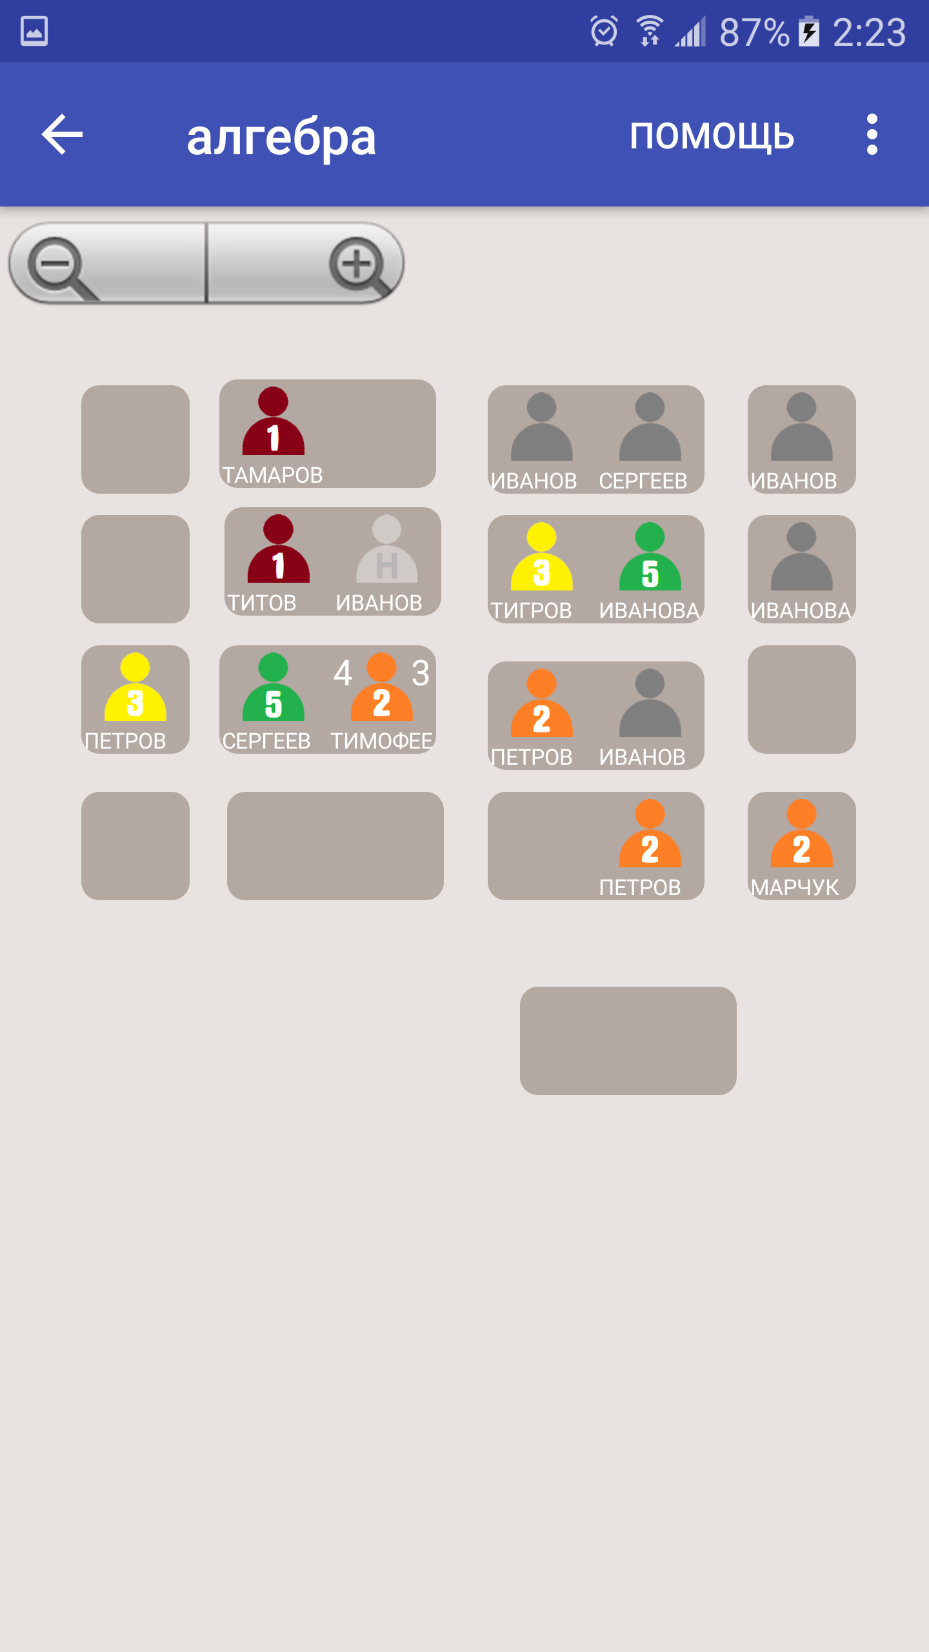 87% 2:23
алгебра ПОМОЩЬ
1
ТАМАРОВ ИВАНОВ СЕРГЕЕВ ИВАНОВ
1 Н 3 5
ТИТОВ ИВАНОВ ТИГРОВ ИВАНОВА ИВАНОВА
3 5 4 2 3
ПЕТРОВ СЕРГЕЕВ ТИМОФЕЕ
2
ПЕТРОВ ИВАНОВ
2 2
ПЕТРОВ МАРЧУК